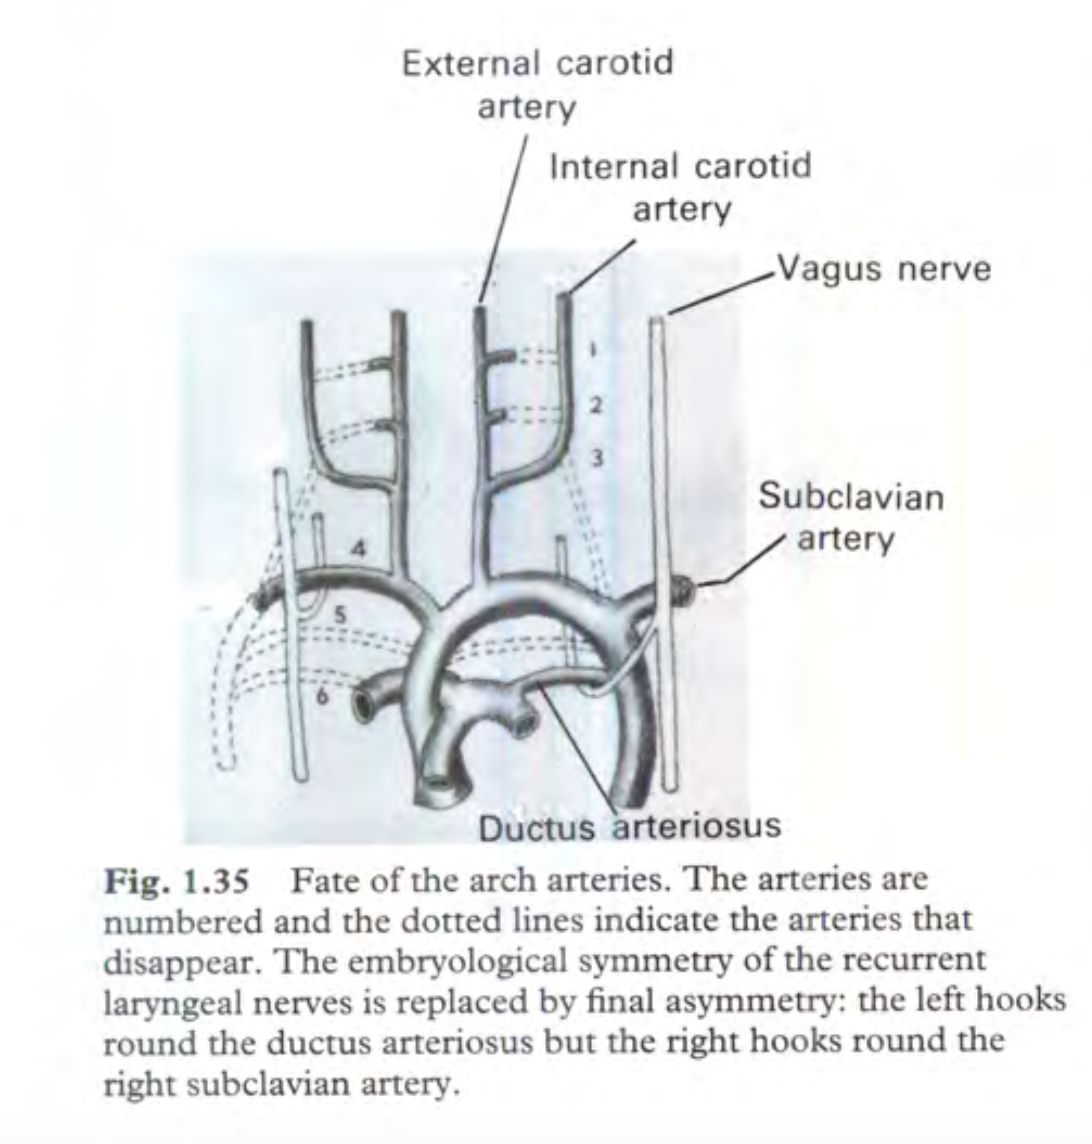 External carotid
artery
Internal carotid
artery
Vagus nerve
1
2
3
Subclavian
artery
4
5
6
Ductus arteriosus
Fig. 1.35 Fate of the arch arteries. The arteries are
numbered and the dotted lines indicate the arteries that
disappear. The embryological symmetry of the recurrent
laryngeal nerves is replaced by final asymmetry: the left hooks
round the ductus arteriosus but the right hooks round the
right subclavian artery.